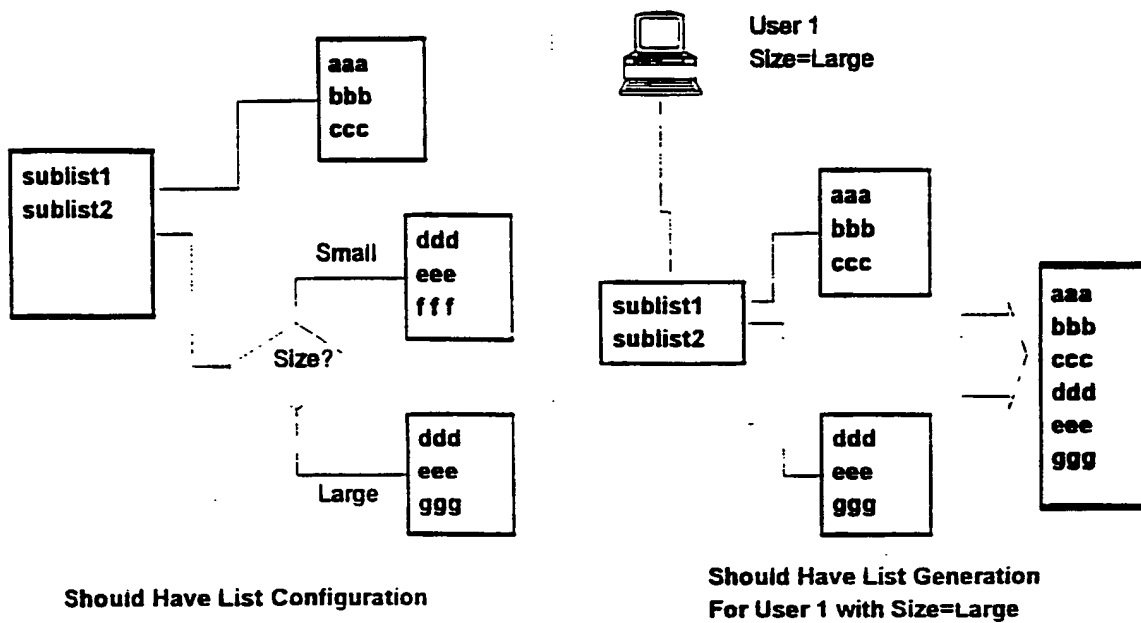 aaa
bbb
ccc
sublist1
sublist2
Small
ddd
eee
fff
Size?
Large
ddd
eee
ggg
Should Have List Configuration
User 1
Size=Large
aaa
bbb
ccc
sublist1
sublist2
ddd
eee
ggg
aaa
bbb
ccc
ddd
eee
ggg
Should Have List Generation
For User 1 with Size=Large